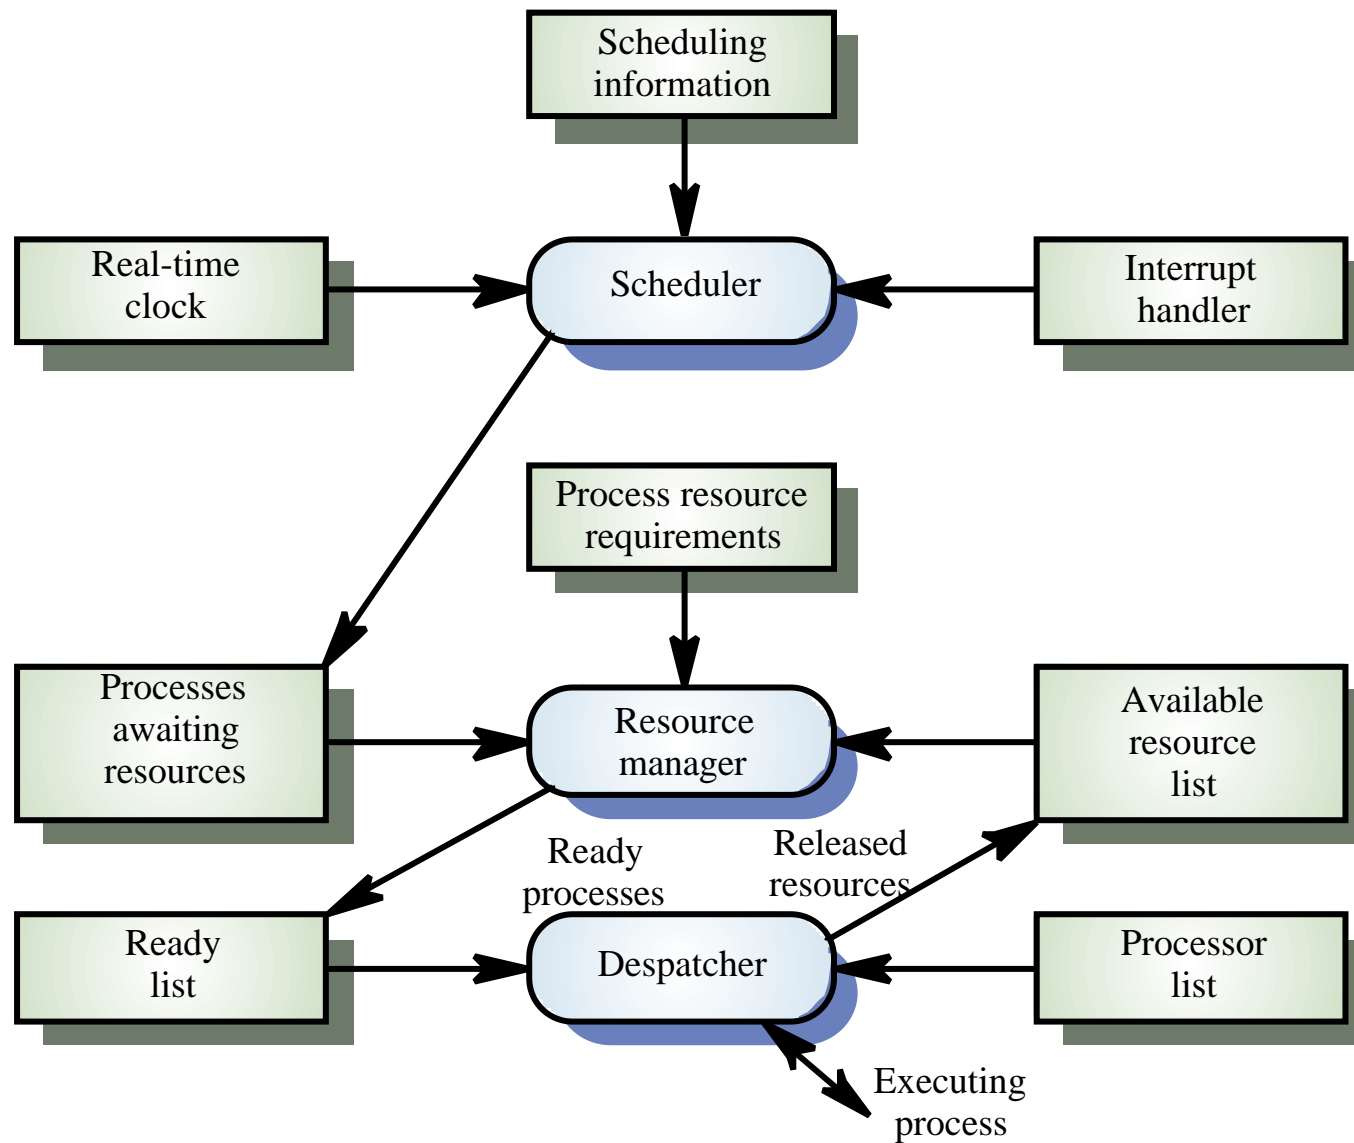 Scheduling
information
Real-time
clock
Scheduler
Interrupt
handler
Process resource
requirements
Processes
awaiting
resources
Resource
manager
Available
resource
list
Ready
processes
Released
resources
Ready
list
Despatcher
Processor
list
Executing
process